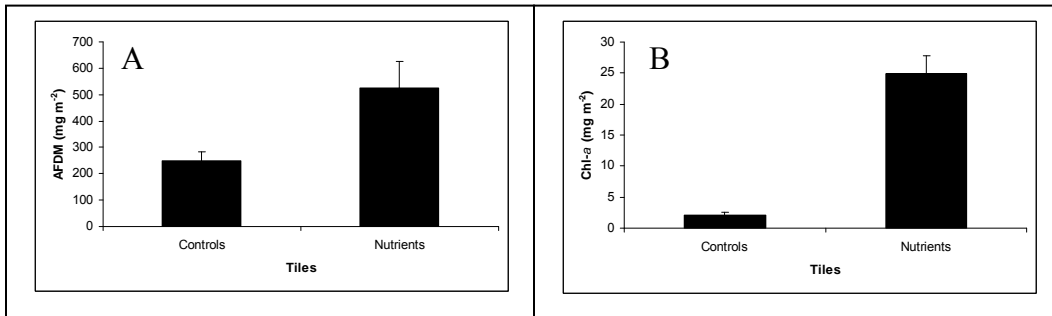 A
700
600
500
400
300
200
100
0
AFDM (mg m-2)
Controls Nutrients
Tiles
B
30
25
20
15
10
5
0
Chl-a (mg m-2)
Controls Nutrients
Tiles